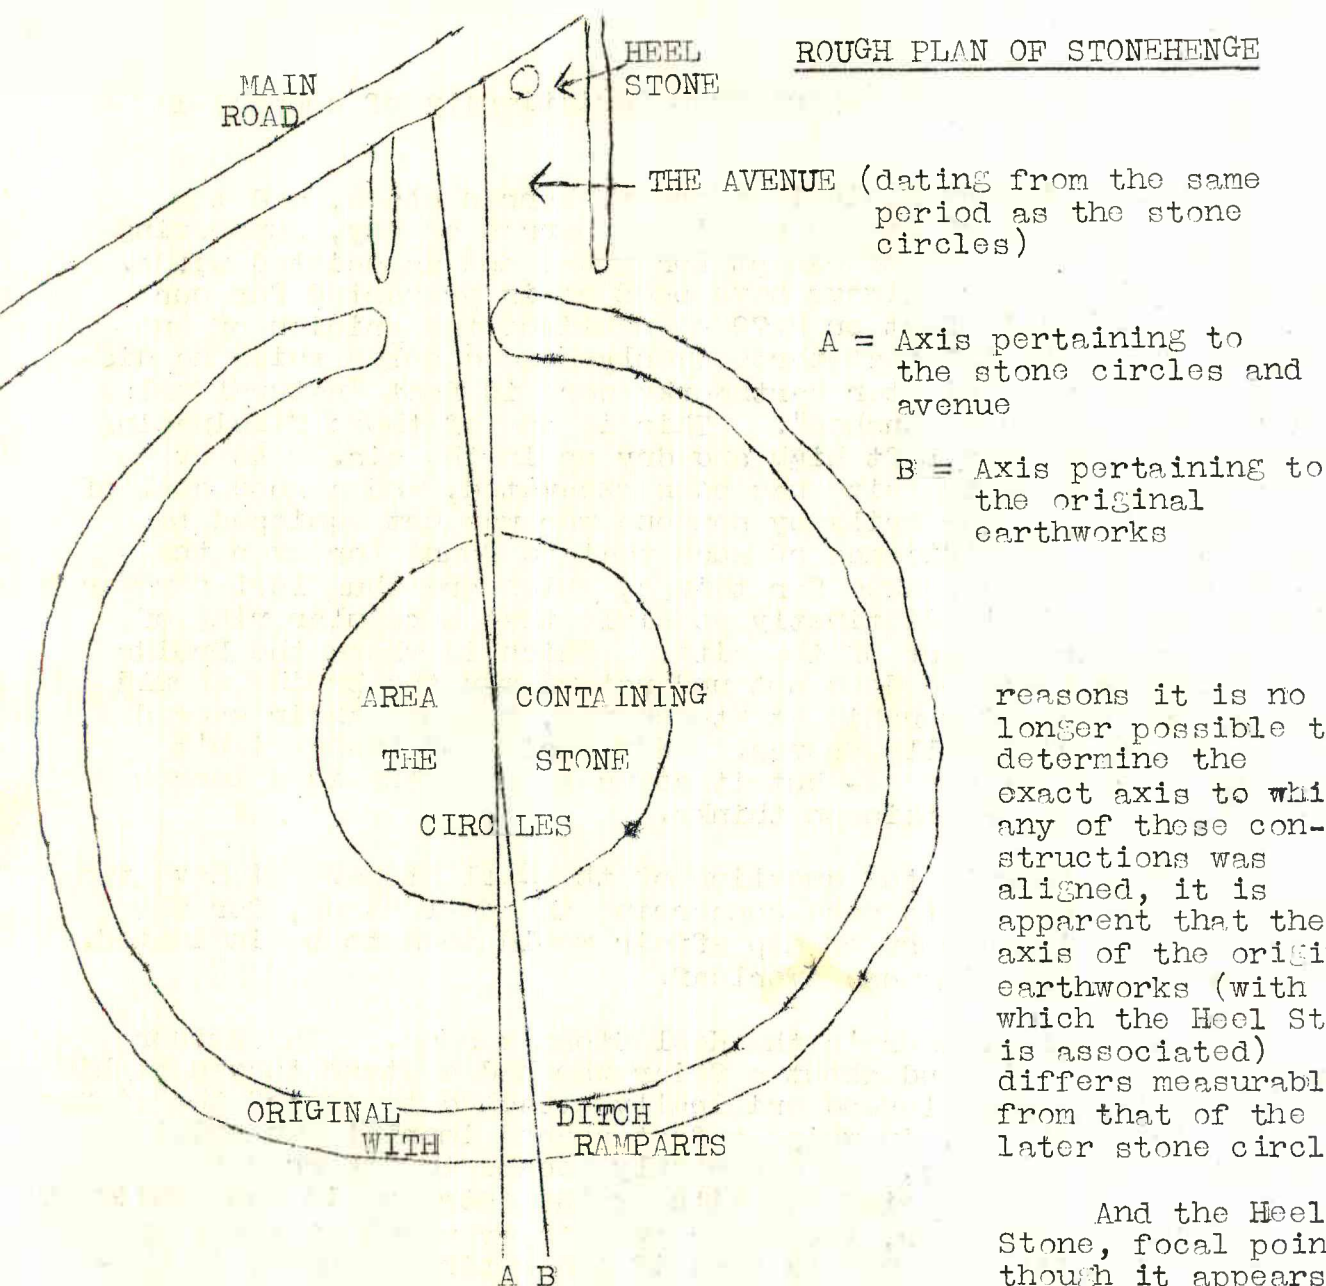 ROUGH PLAN OF STONEHENGE
HEEL
STONE
MAIN
ROAD
THE AVENUE (dating from the same
period as the stone
circles)
A = Axis pertaining to
the stone circles and
avenue
B = Axis pertaining to
the original
earthworks
AREA CONTAINING
THE STONE
CIRCLES
ORIGINAL DITCH
WITH RAMPARTS
A B
reasons it is no
longer possible t
determine the
exact axis to whi
any of these con-
structions was
aligned, it is
apparent that the
axis of the origi
earthworks (with
which the Heel St
is associated)
differs measurabl
from that of the
later stone circl
And the Heel
Stone, focal poin
though it appears